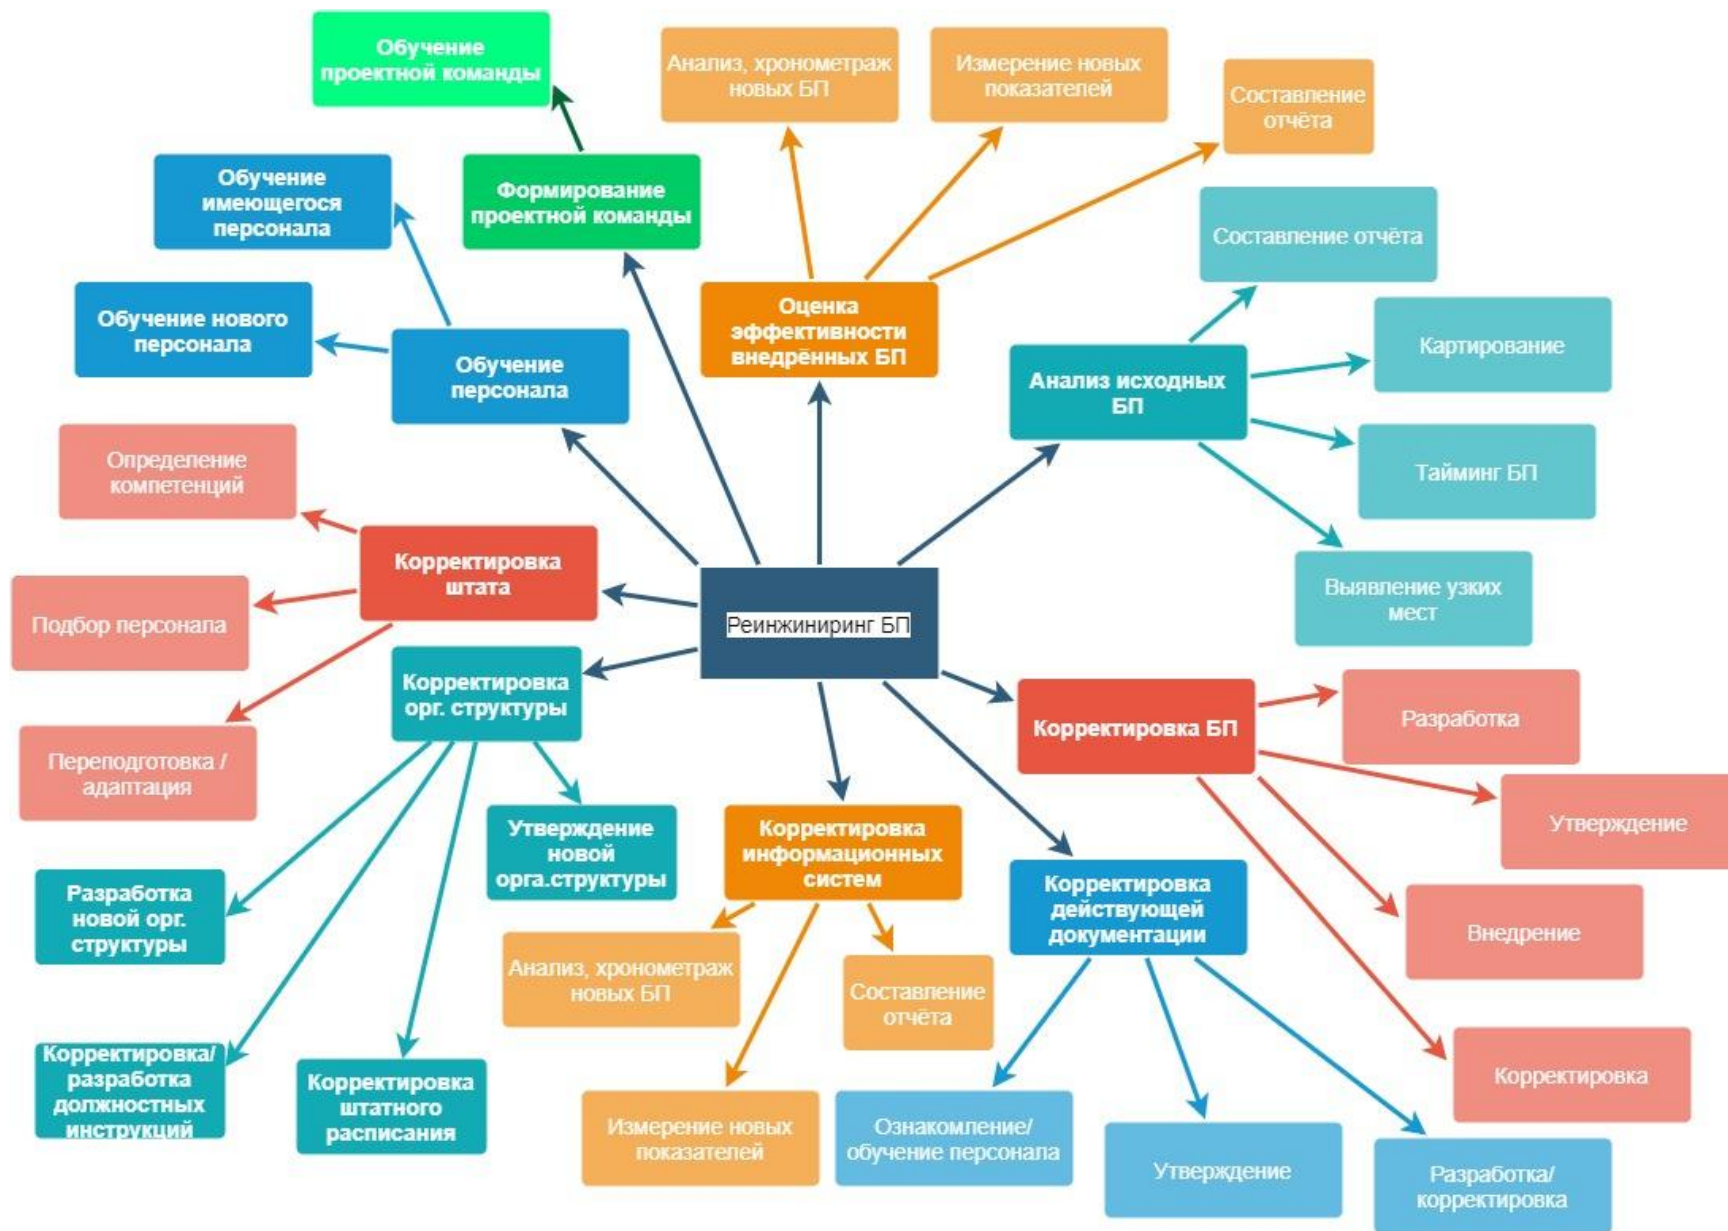 Обучение
проектной команды
Анализ, хронометраж
новых БП
Измерение новых
показателей
Составление
отчёта
Обучение
имеющегося
персонала
Формирование
проектной команды
Составление отчёта
Обучение нового
персонала
Обучение
персонала
Оценка
эффективности
внедрённых БП
Анализ исходных
БП
Картирование
Тайминг БП
Выявление узких
мест
Определение
компетенций
Корректировка
штата
Подбор персонала
Реинжиниринг БП
Переподготовка /
адаптация
Корректировка
орг. структуры
Корректировка БП
Разработка
Утверждение
Внедрение
Корректировка
Утверждение
новой
орга.структуры
Корректировка
информационных
систем
Корректировка
действующей
документации
Разработка
новой орг.
структуры
Анализ, хронометраж
новых БП
Составление
отчёта
Корректировка/
разработка
должностных
инструкций
Корректировка
штатного
расписания
Измерение новых
показателей
Ознакомление/
обучение персонала
Утверждение
Разработка/
корректировка